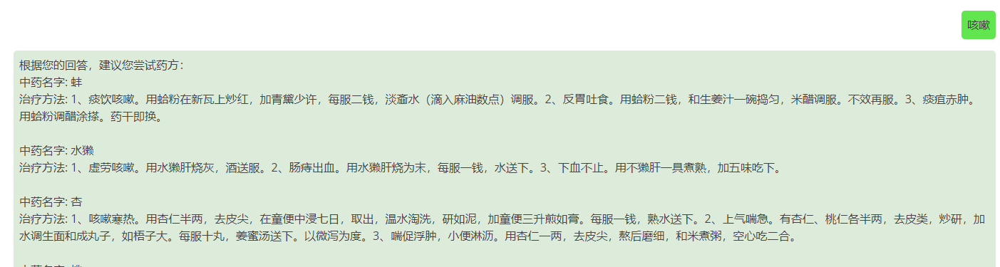 咳嗽
根据您的回答，建议您尝试药方：
中药名字: 蚌
治疗方法: 1、痰饮咳嗽。用蛤粉在新瓦上炒红，加青黛少许，每服二钱，淡齑水（滴入麻油数点）调服。2、反胃吐食。用蛤粉二钱，和生姜汁一碗捣匀，米醋调服。不效再服。3、痰疽赤肿。
用蛤粉调醋涂搽。药干即换。
中药名字: 水獭
治疗方法: 1、虚劳咳嗽。用水獭肝烧灰，酒送服。2、肠痔出血。用水獭肝烧为末，每服一钱，水送下。3、下血不止。用不獭肝一具煮熟，加五味吃下。
中药名字: 杏
治疗方法: 1、咳嗽寒热。用杏仁半两，去皮尖，在童便中浸七日，取出，温水淘洗，研如泥，加童便三升煎如膏。每服一钱，熟水送下。2、上气喘急。有杏仁、桃仁各半两，去皮类，炒研，加
水调生面和成丸子，如梧子大。每服十丸，姜蜜汤送下。以微泻为度。3、喘促浮肿，小便淋沥。用杏仁一两，去皮尖，熬后磨细，和米煮粥，空心吃二合。